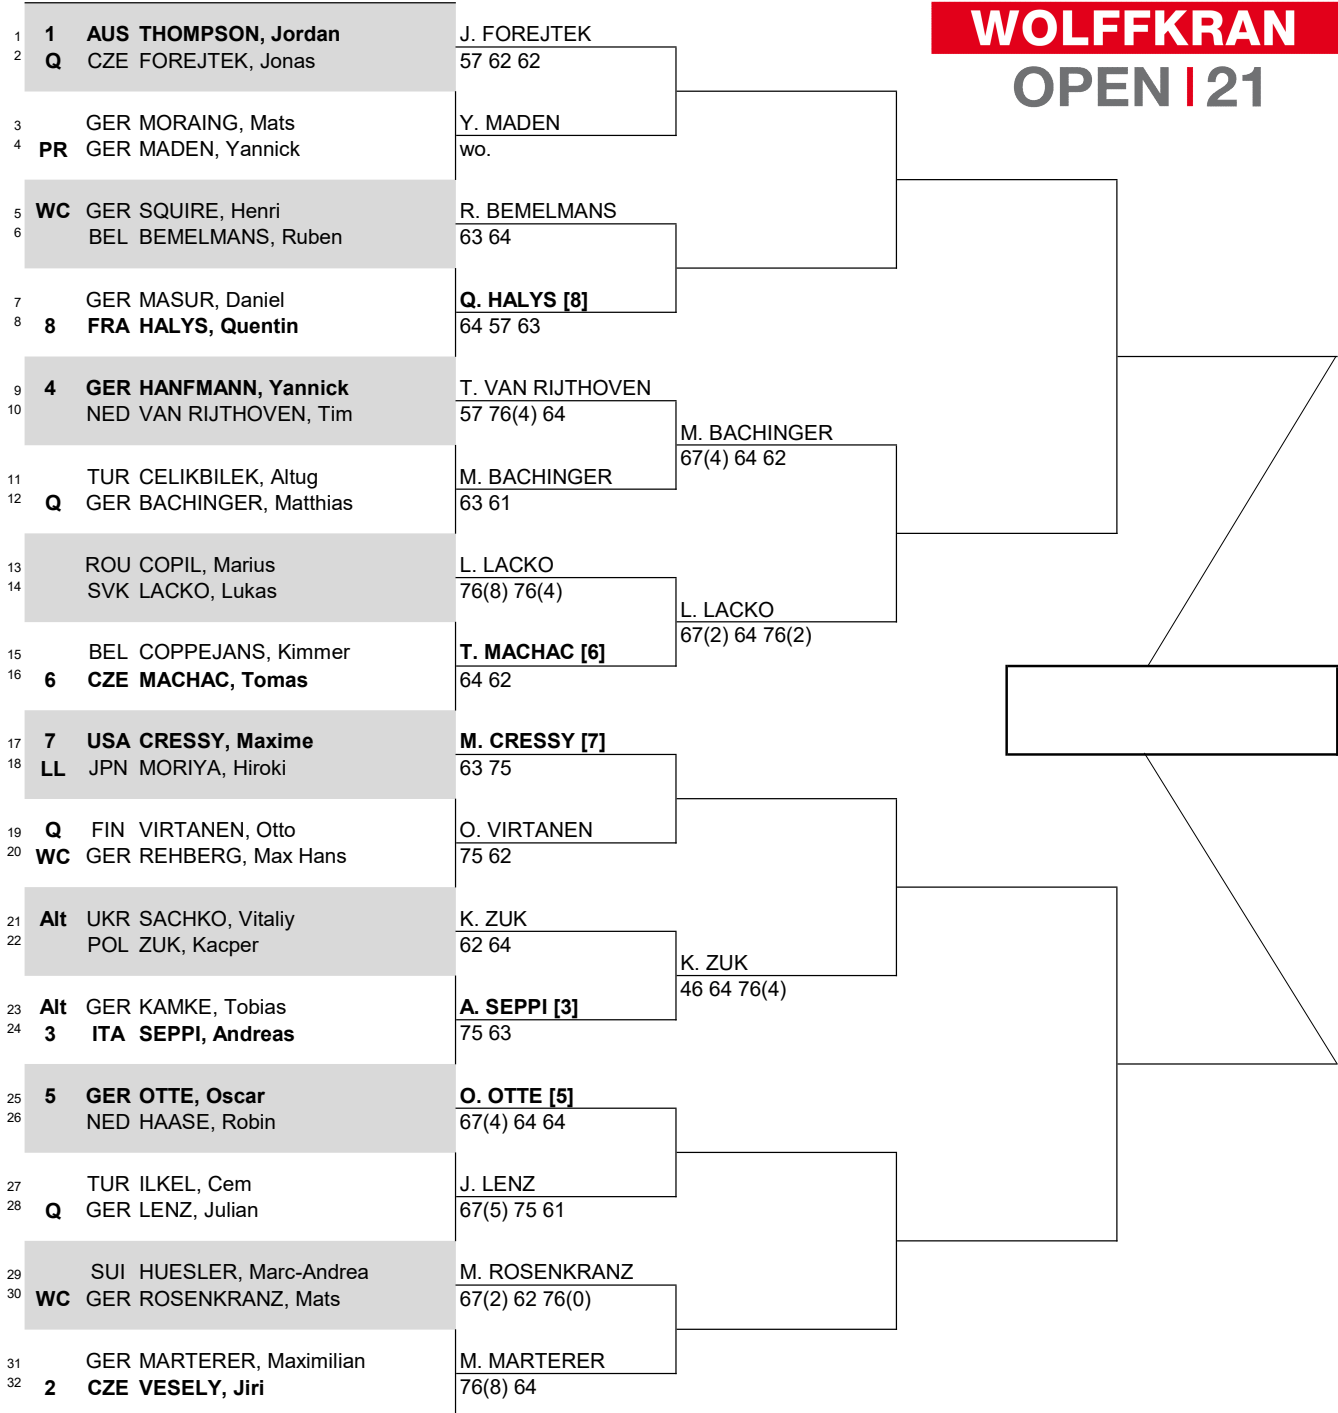 WOLFFKRAN
OPEN | 21
1 1 AUS THOMPSON, Jordan
2 Q CZE FOREJTEK, Jonas
J. FOREJTEK
57 62 62
3 GER MORAING, Mats
4 PR GER MADEN, Yannick
Y. MADEN
wo.
5 WC GER SQUIRE, Henri
6 BEL BEMELMANS, Ruben
R. BEMELMANS
63 64
7 GER MASUR, Daniel
8 8 FRA HALYS, Quentin
Q. HALYS [8]
64 57 63
9 4 GER HANFMANN, Yannick
10 NED VAN RIJTHOVEN, Tim
T. VAN RIJTHOVEN
57 76(4) 64
M. BACHINGER
67(4) 64 62
11 TUR CELIKBILEK, Altug
12 Q GER BACHINGER, Matthias
M. BACHINGER
63 61
13 ROU COPIL, Marius
14 SVK LACKO, Lukas
L. LACKO
76(8) 76(4)
L. LACKO
67(2) 64 76(2)
15 BEL COPPEJANS, Kimmer
16 6 CZE MACHAC, Tomas
T. MACHAC [6]
64 62
17 7 USA CRESSY, Maxime
18 LL JPN MORIYA, Hiroki
M. CRESSY [7]
63 75
19 Q FIN VIRTANEN, Otto
20 WC GER REHBERG, Max Hans
O. VIRTANEN
75 62
21 Alt UKR SACHKO, Vitaliy
22 POL ZUK, Kacper
K. ZUK
62 64
K. ZUK
46 64 76(4)
23 Alt GER KAMKE, Tobias
24 3 ITA SEPPI, Andreas
A. SEPPI [3]
75 63
25 5 GER OTTE, Oscar
26 NED HAASE, Robin
O. OTTE [5]
67(4) 64 64
27 TUR ILKEL, Cem
28 Q GER LENZ, Julian
J. LENZ
67(5) 75 61
29 SUI HUESLER, Marc-Andrea
30 WC GER ROSENKRANZ, Mats
M. ROSENKRANZ
67(2) 62 76(0)
31 GER MARTERER, Maximilian
32 2 CZE VESELY, Jiri
M. MARTERER
76(8) 64